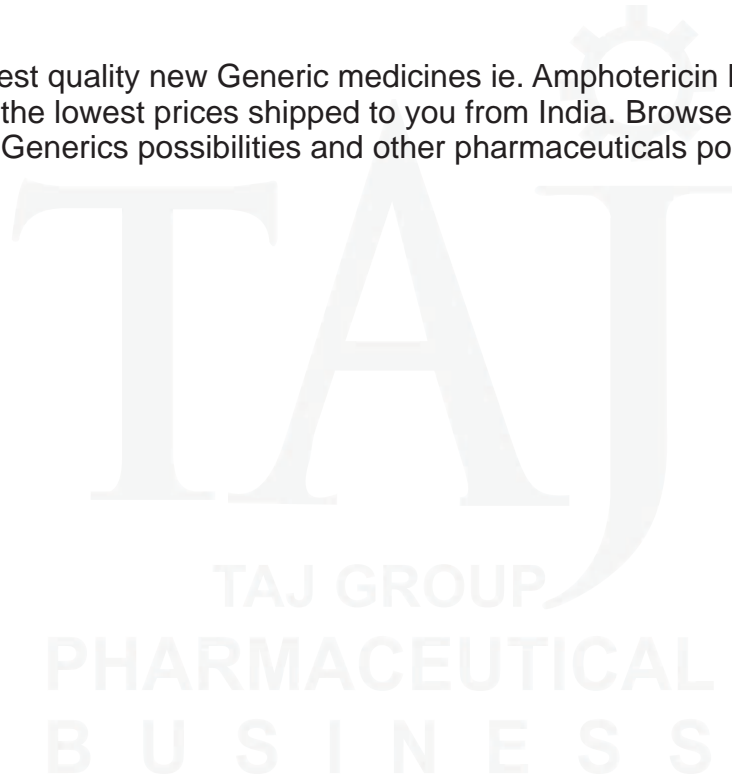 est quality new Generic medicines ie. Amphotericin
the lowest prices shipped to you from India. Browse
Generics possibilities and other pharmaceuticals po
TAJ
TAJ GROUP
PHARMACEUTICAL
BUSINESS